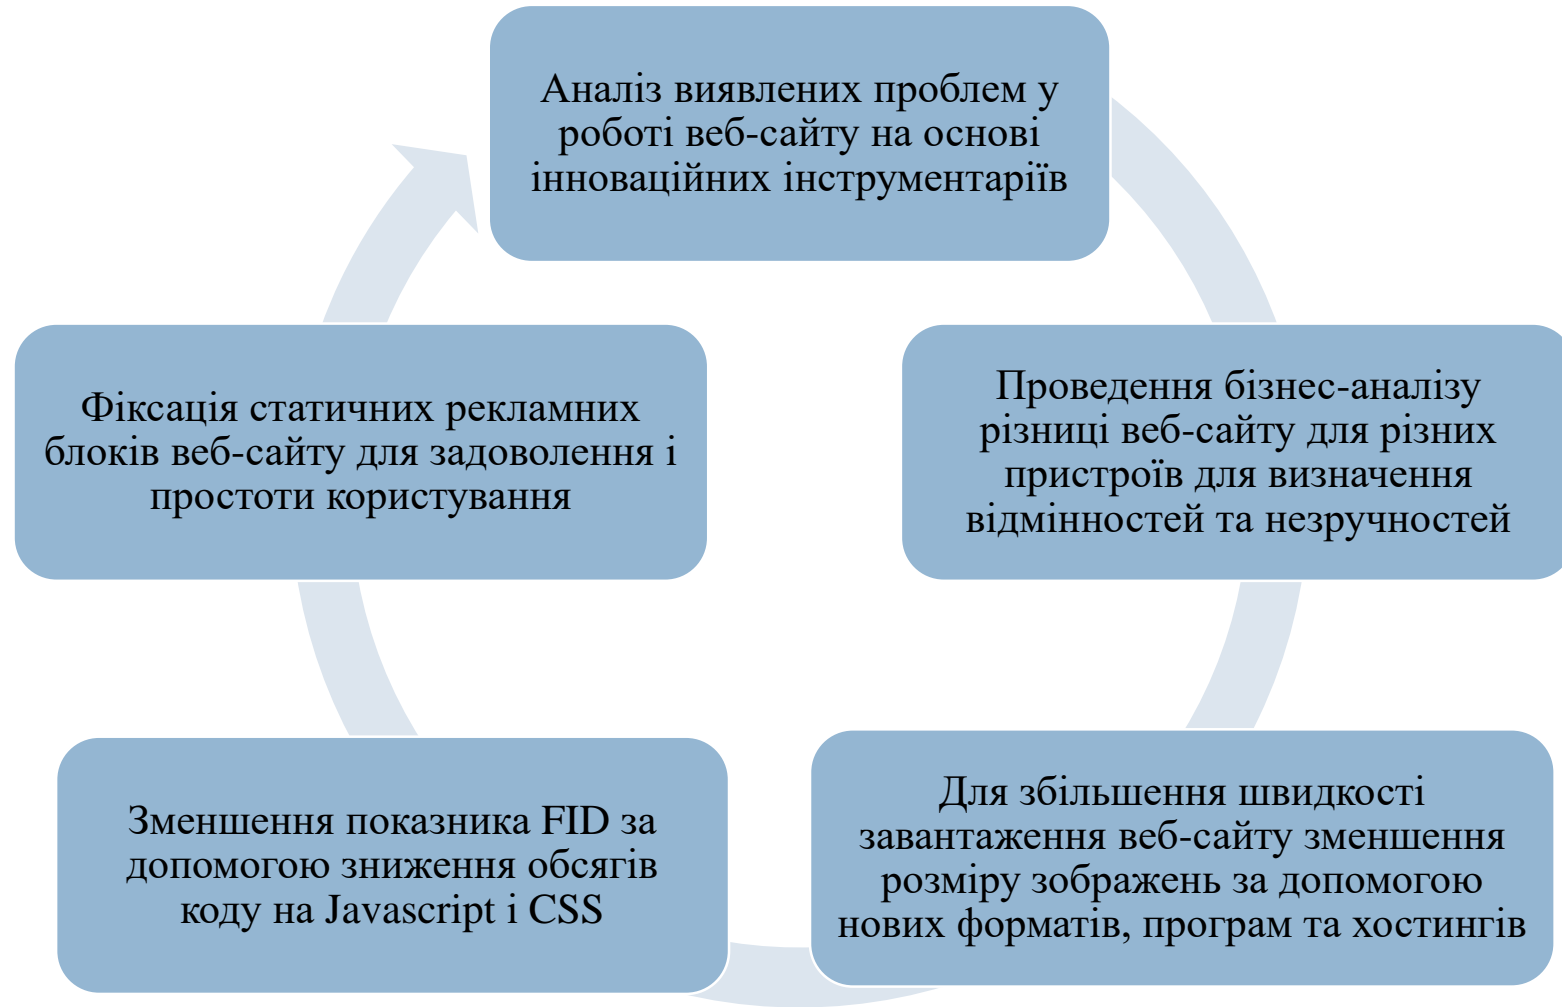 Аналіз виявлених проблем у
роботі веб-сайту на основі
інноваційних інструментаріїв
Проведення бізнес-аналізу
різниці веб-сайту для різних
пристроїв для визначення
відмінностей та незручностей
Для збільшення швидкості
завантаження веб-сайту зменшення
розміру зображень за допомогою
нових форматів, програм та хостингів
Зменшення показника FID за
допомогою зниження обсягів
коду на Javascript і CSS
Фіксація статичних рекламних
блоків веб-сайту для задоволення і
простоти користування